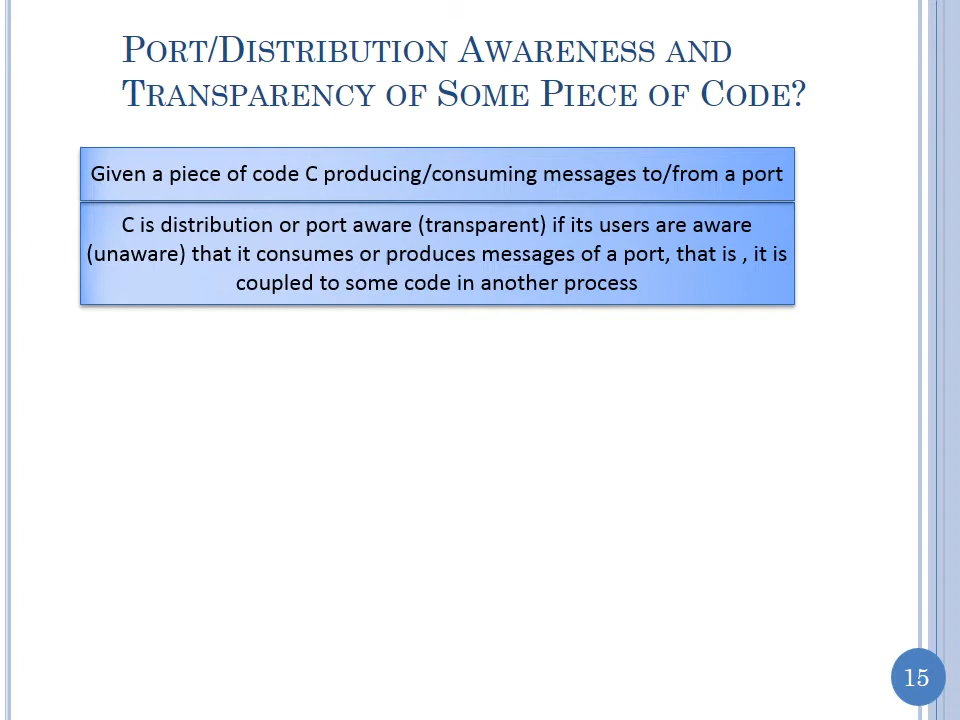 PORT/DISTRIBUTION AWARENESS AND
TRANSPARENCY OF SOME PIECE OF CODE?
Given a piece of code C producing/consuming messages to/from a port
C is distribution or port aware (transparent) if its users are aware
(unaware) that it consumes or produces messages of a port, that is , it is
coupled to some code in another process
15